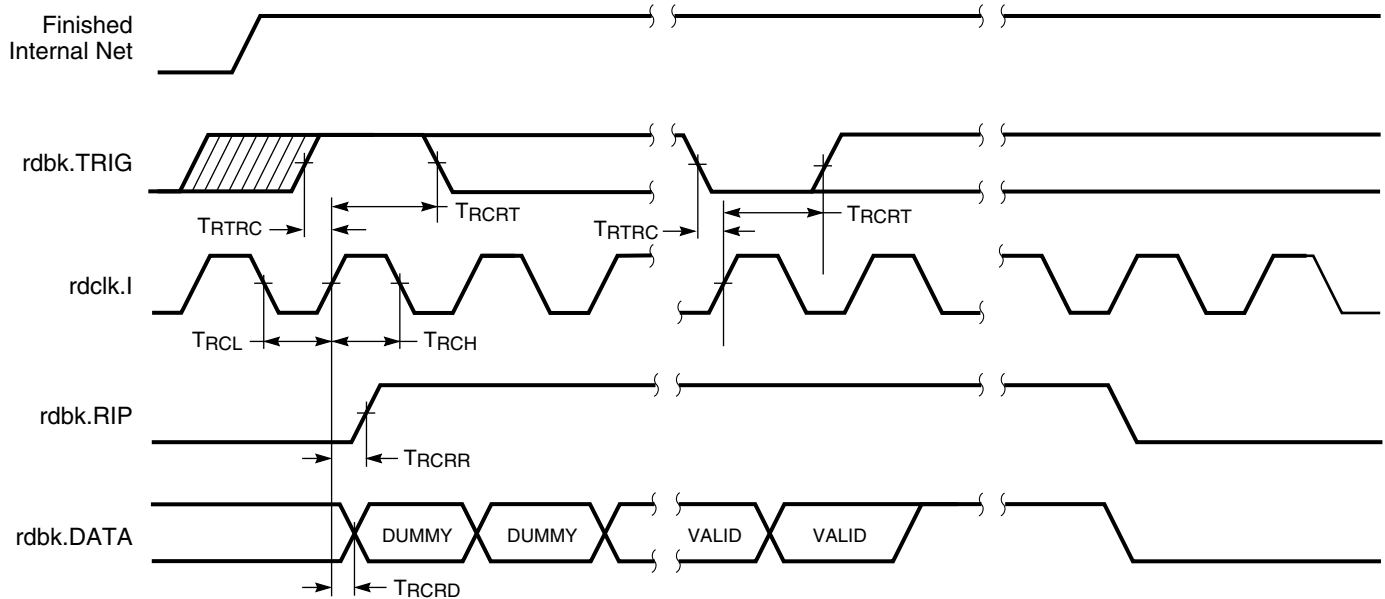 Finished
Internal Net
rdbk.TRIG
TRTRC
TRCRT
TRTRC
TRCRT
rdclk.I
TRCL
TRCH
rdbk.RIP
TRCRR
rdbk.DATA
DUMMY
DUMMY
VALID
VALID
TRCRD